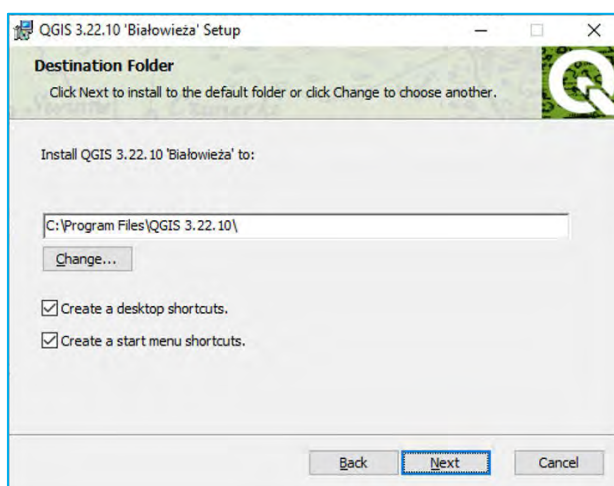 QGIS 3.22.10 'Białowieża' Setup
Destination Folder
Click Next to install to the default folder or click Change to choose another.
Install QGIS 3.22.10 'Białowieża' to:
C:\Program Files\QGIS 3.22.10\
Change...
Create a desktop shortcuts.
Create a start menu shortcuts.
Back Next Cancel